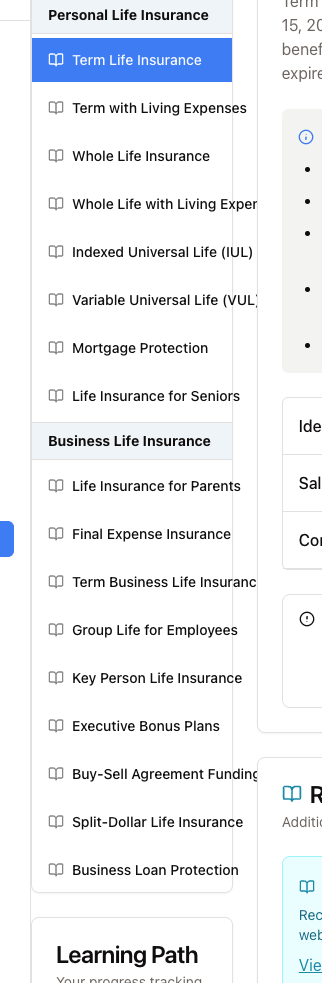 Personal Life Insurance
Term Life Insurance
Term with Living Expenses
Whole Life Insurance
Whole Life with Living Exper
Indexed Universal Life (IUL)
Variable Universal Life (VUL)
Mortgage Protection
Life Insurance for Seniors
Business Life Insurance
Life Insurance for Parents
Final Expense Insurance
Term Business Life Insuranc
Group Life for Employees
Key Person Life Insurance
Executive Bonus Plans
Buy-Sell Agreement Funding
Split-Dollar Life Insurance
Business Loan Protection
Learning Path
Your progress tracking
Term
15, 20
benef
expire
Ide
Sal
Co
R
Additi
Rec
web
Vie